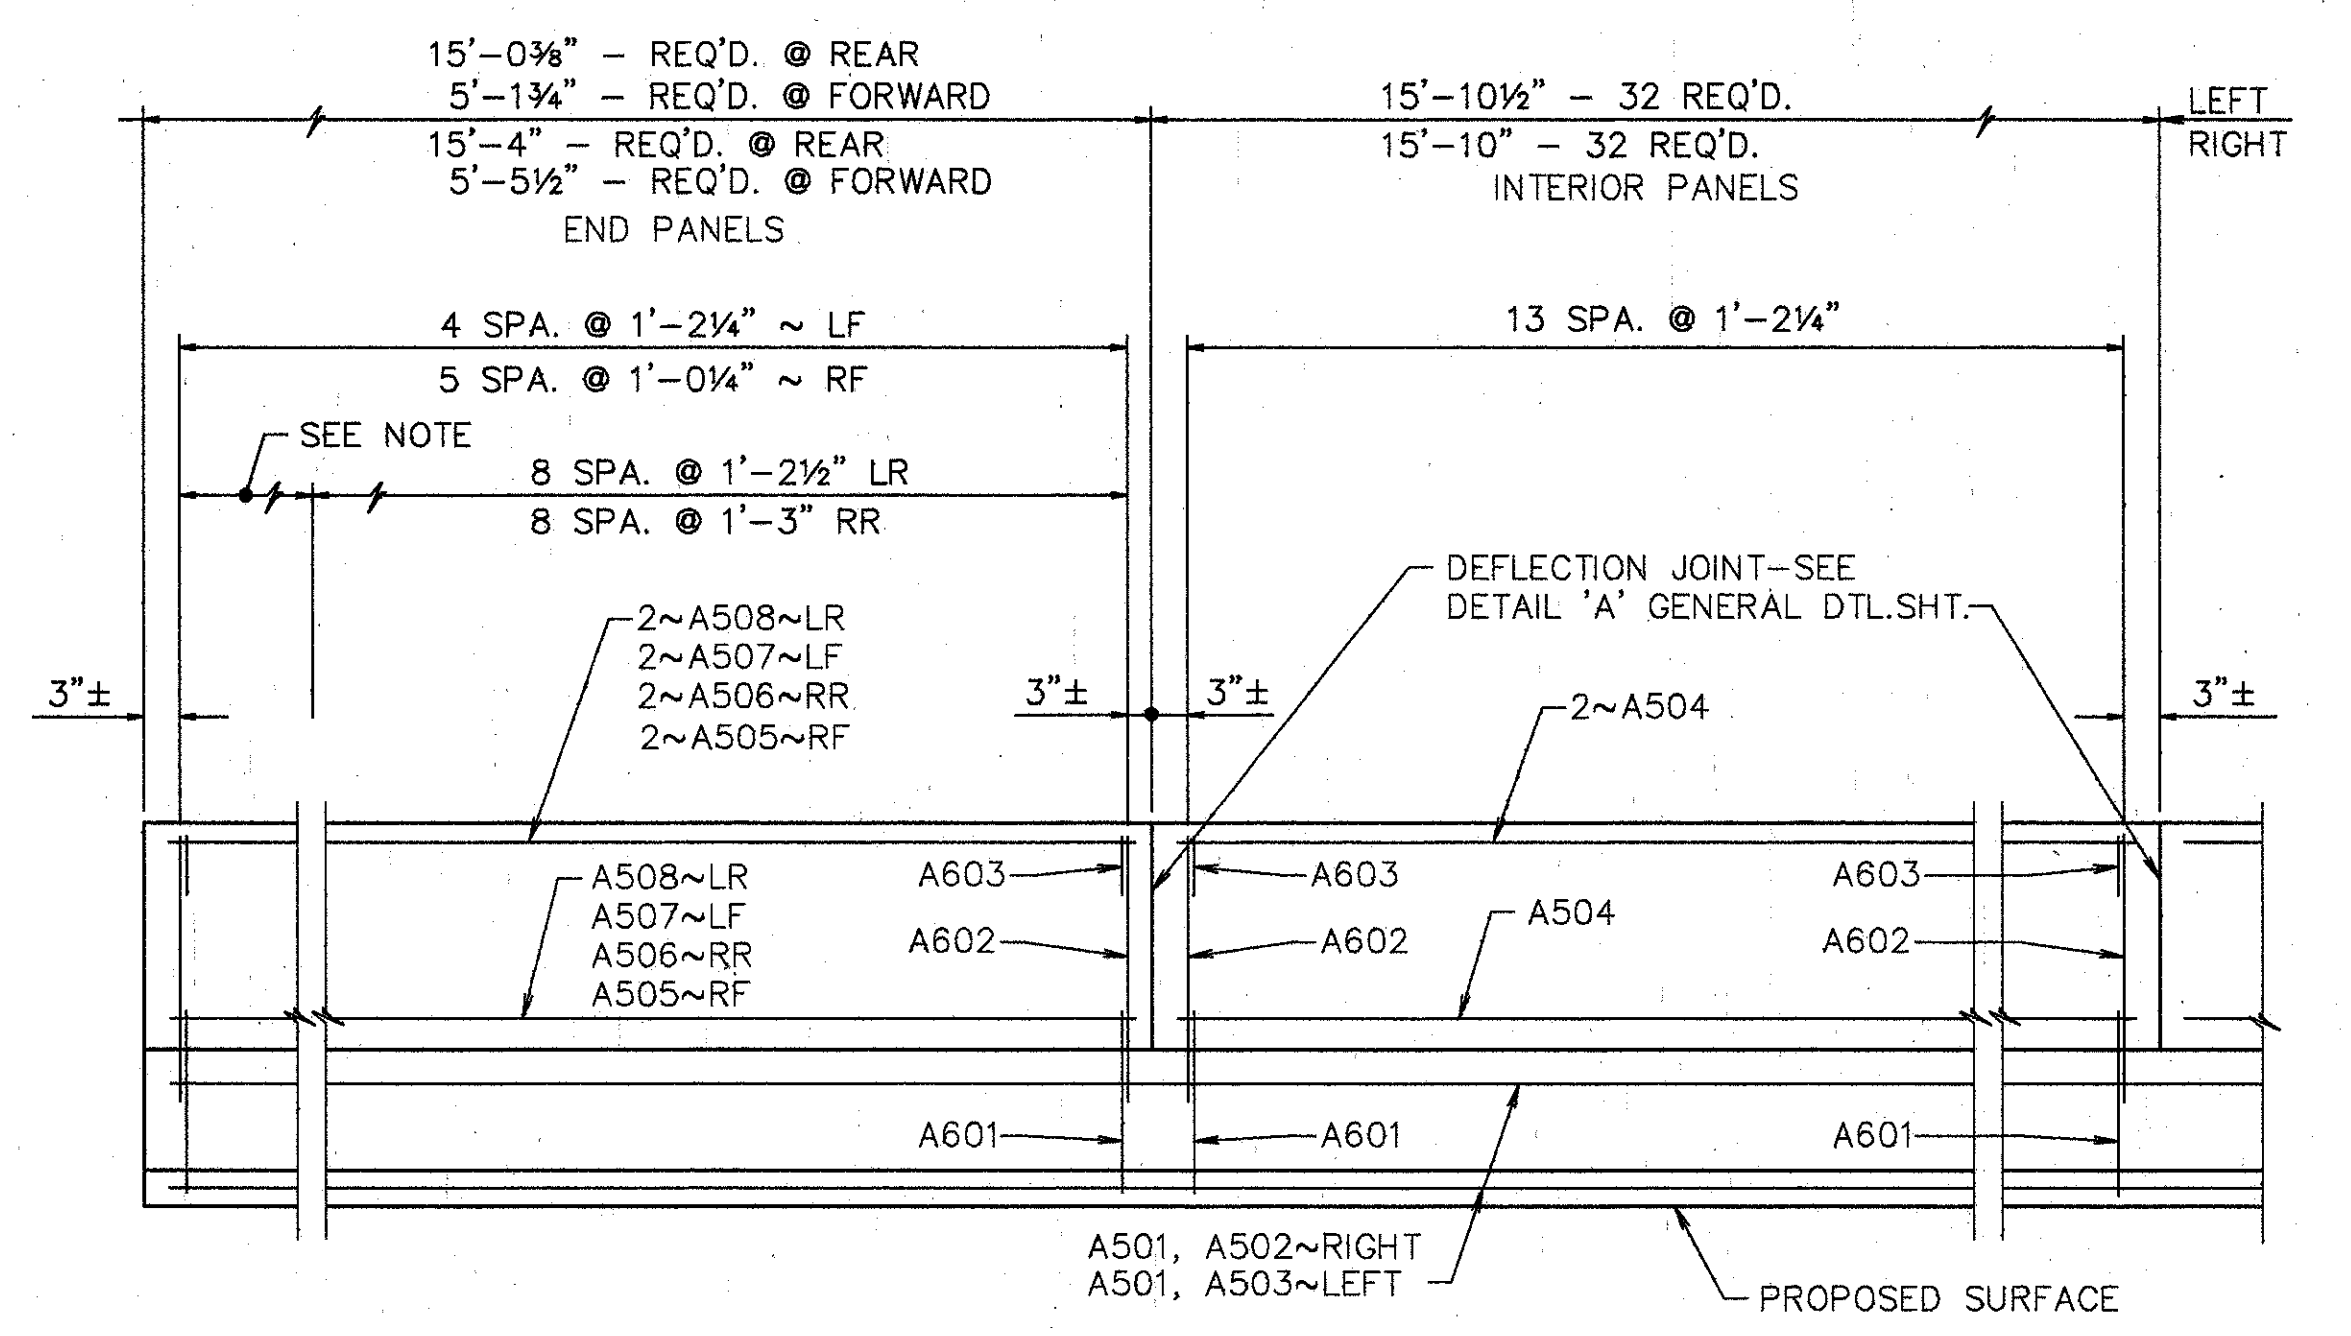 15'-0⅜" - REQ'D. @ REAR
5'-1¾" - REQ'D. @ FORWARD
15'-4" - REQ'D. @ REAR
5'-5½" - REQ'D. @ FORWARD
END PANELS
15'-10½" - 32 REQ'D.
15'-10" - 32 REQ'D.
INTERIOR PANELS
LEFT
RIGHT
4 SPA. @ 1'-2¼" ~ LF
5 SPA. @ 1'-0¼" ~ RF
13 SPA. @ 1'-2¼"
SEE NOTE
8 SPA. @ 1'-2½" LR
8 SPA. @ 1'-3" RR
DEFLECTION JOINT-SEE
DETAIL 'A' GENERAL DTL.SHT.
2~A508~LR
2~A507~LF
2~A506~RR
2~A505~RF
3"±
3"±
3"±
3"±
2~A504
A508~LR
A507~LF
A506~RR
A505~RF
A603
A603
A603
A504
A602
A602
A602
A601
A601
A601
A501, A502~RIGHT
A501, A503~LEFT
PROPOSED SURFACE